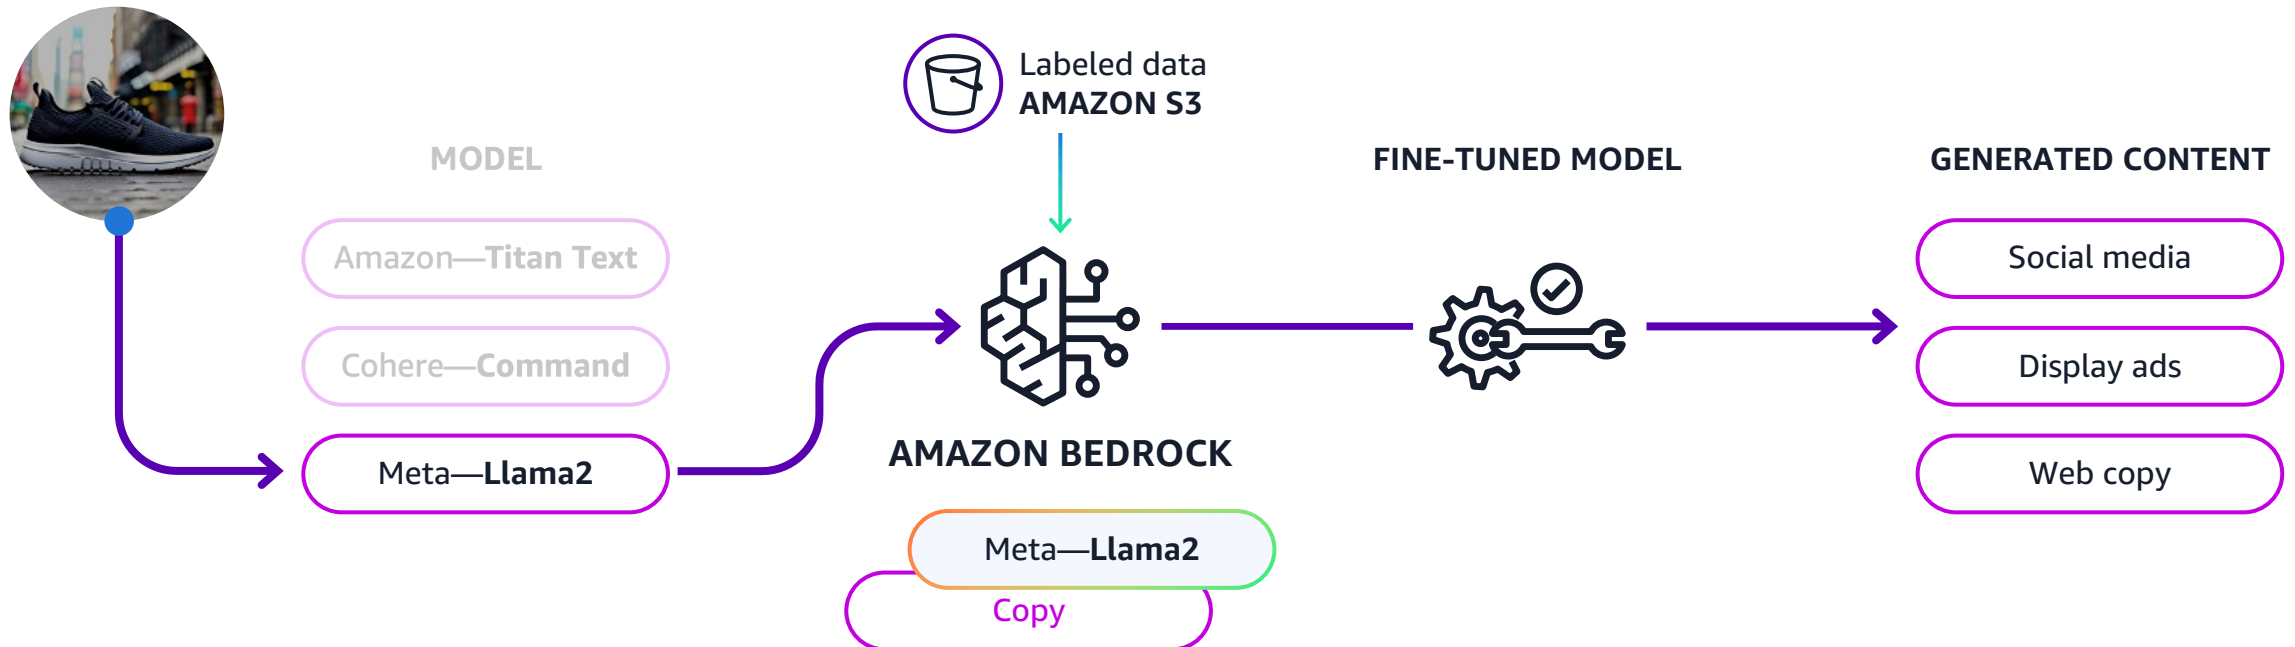 MODEL
Amazon—Titan Text
Cohere—Command
Meta—Llama2
Labeled data
AMAZON S3
AMAZON BEDROCK
Meta—Llama2
Copy
FINE-TUNED MODEL
GENERATED CONTENT
Social media
Display ads
Web copy